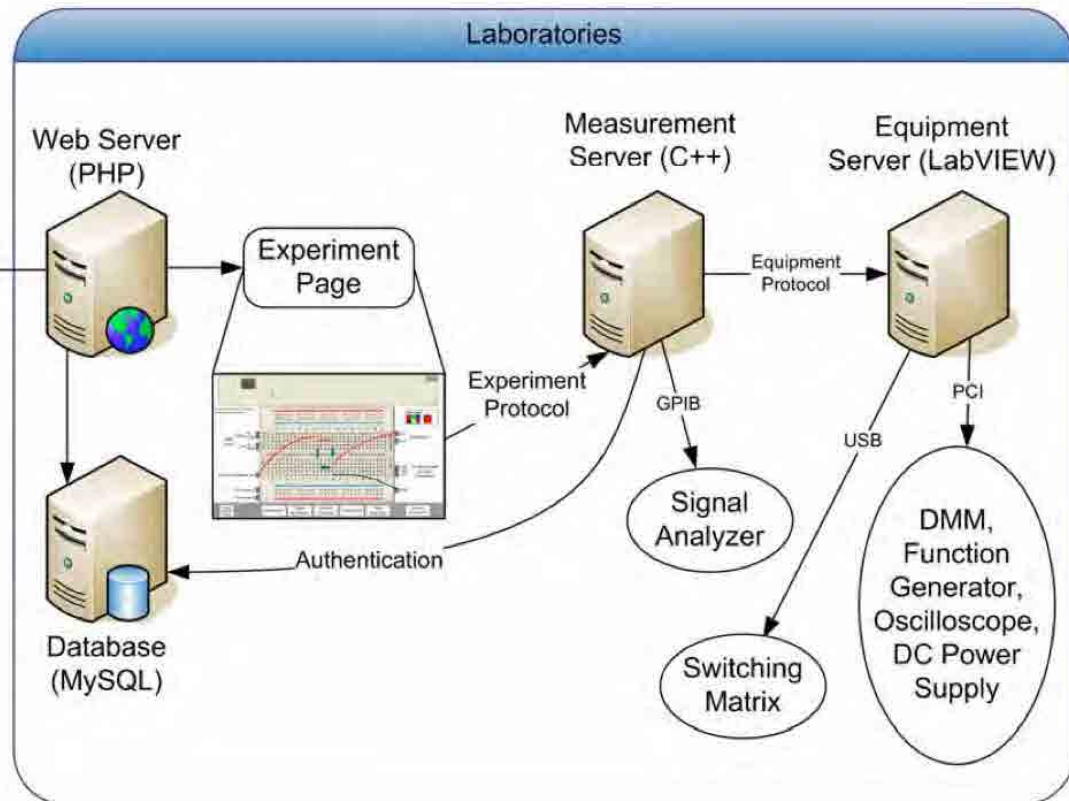 Laboratories
Web Server
(PHP)
Measurement
Server (C++)
Equipment
Server (LabVIEW)
Experiment
Page
Equipment
Protocol
Experiment
Protocol
GPIB
USB
PCI
Signal
Analyzer
DMM,
Function
Generator,
Oscilloscope,
DC Power
Supply
Authentication
Database
(MySQL)
Switching
Matrix